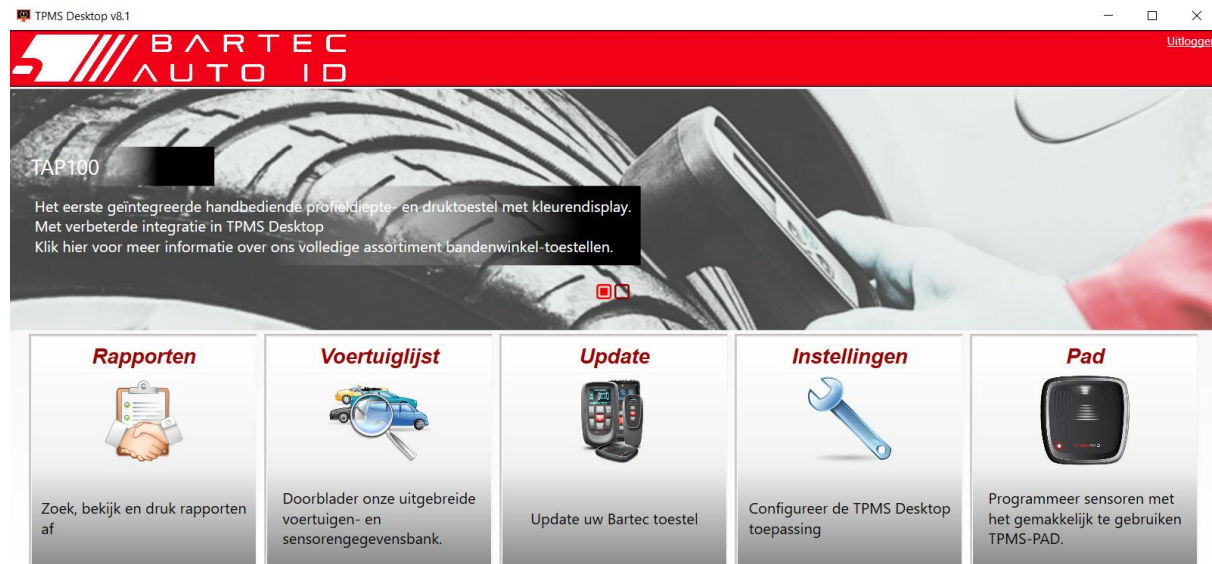 TPMS Desktop v8.1
BARTEC
AUTO ID
Uitloggen
TAP100
Het eerste geïntegreerde handbediende profieldiepte- en druktoestel met kleurendisplay.
Met verbeterde integratie in TPMS Desktop
Klik hier voor meer informatie over ons volledige assortiment bandenwinkel-toestellen.
Rapporten
Zoek, bekijk en druk rapporten
af
Voertuiglijst
Doorblader onze uitgebreide
voertuigen- en
sensorengegevensbank.
Update
Update uw Bartec toestel
Instellingen
Configureer de TPMS Desktop
toepassing
Pad
Programmeer sensoren met
het gemakkelijk te gebruiken
TPMS-PAD.